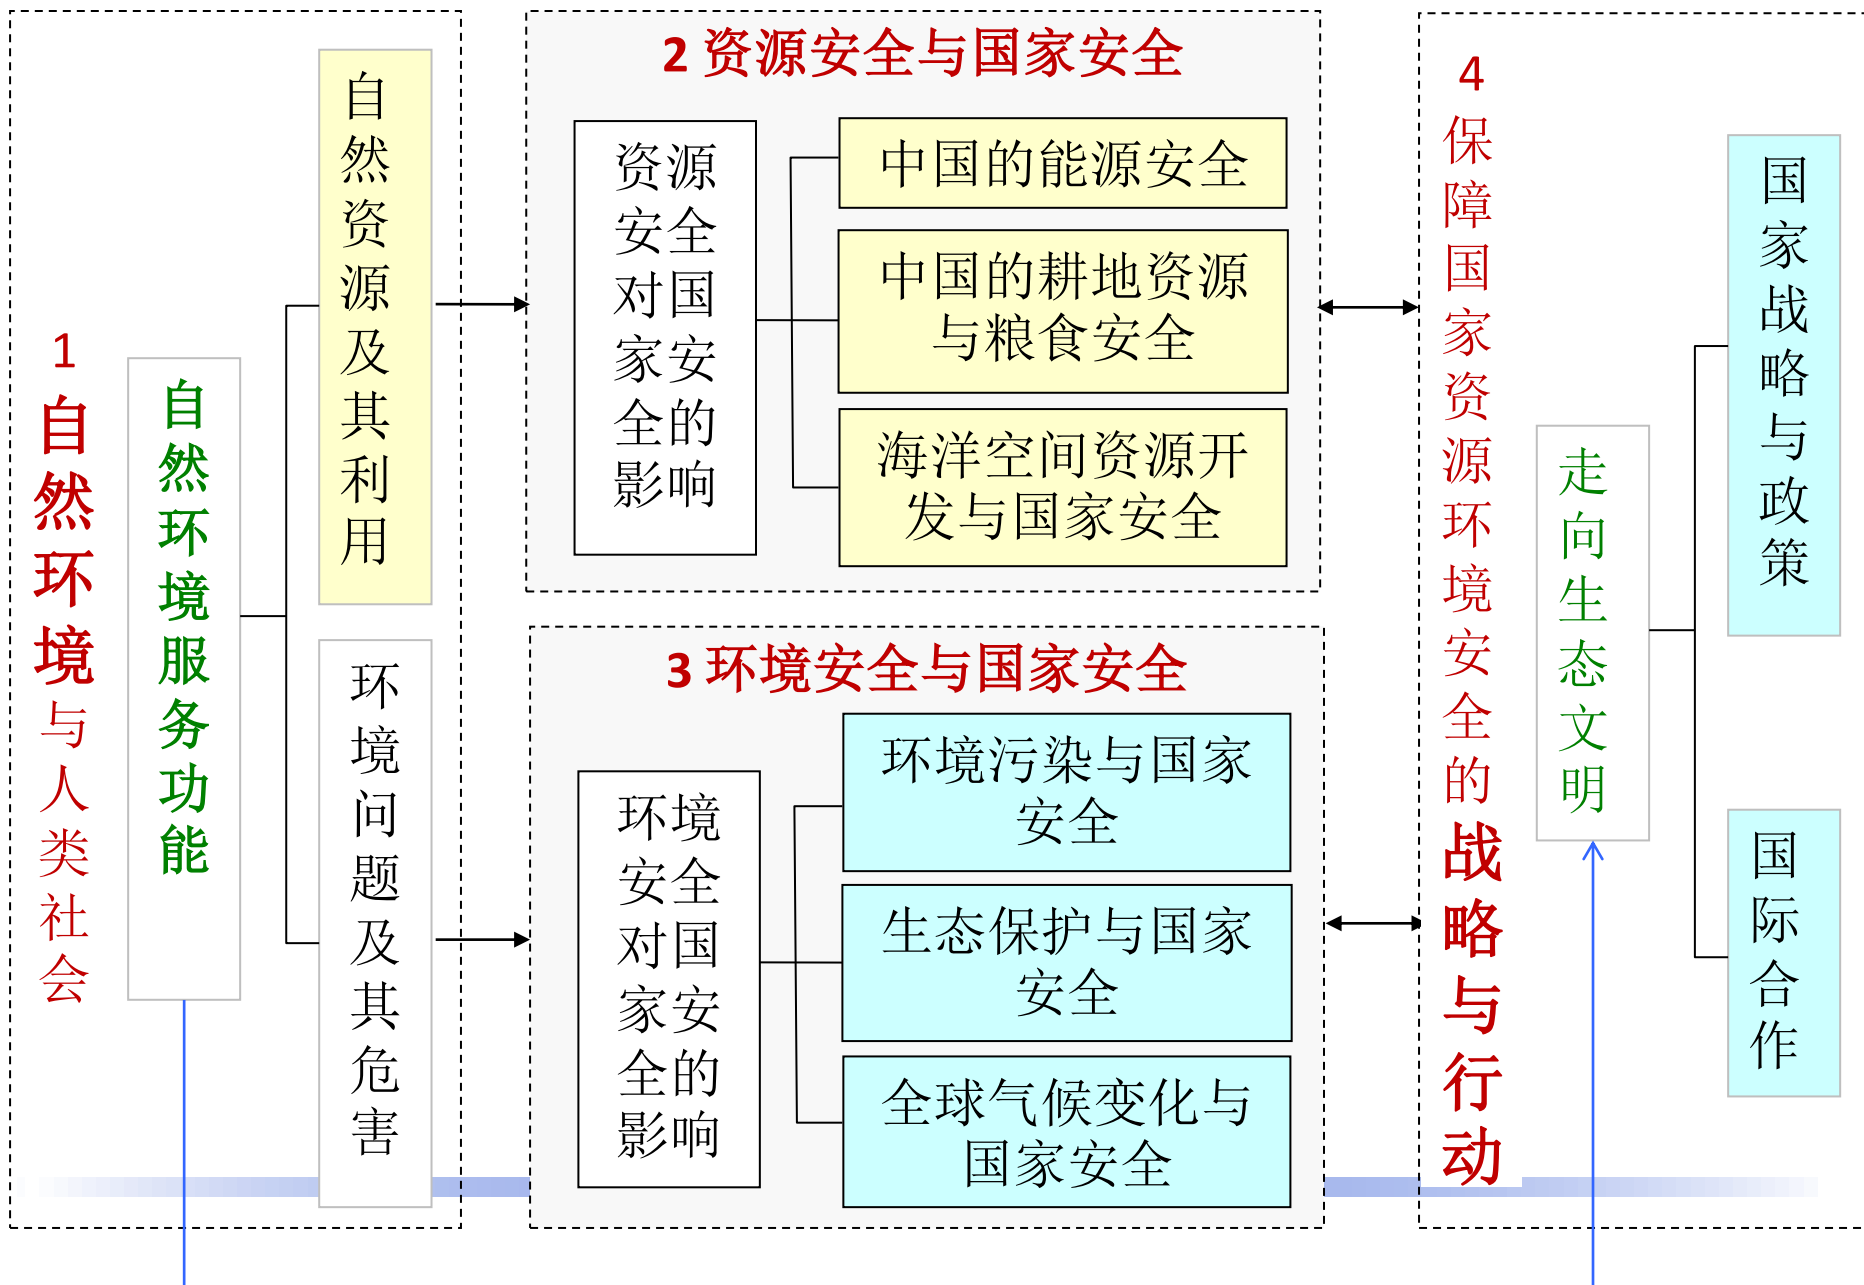 1
自然环境与人类社会
自然环境服务功能
自然资源及其利用
环境问题及其危害
2 资源安全与国家安全
资源
安全
对国
家安
全的
影响
中国的能源安全
中国的耕地资源
与粮食安全
海洋空间资源开
发与国家安全
3 环境安全与国家安全
环境
安全
对国
家安
全的
影响
环境污染与国家
安全
生态保护与国家
安全
全球气候变化与
国家安全
4
保障国家资源环境安全的战略与行动
走向生态文明
国家战略与政策
国际合作